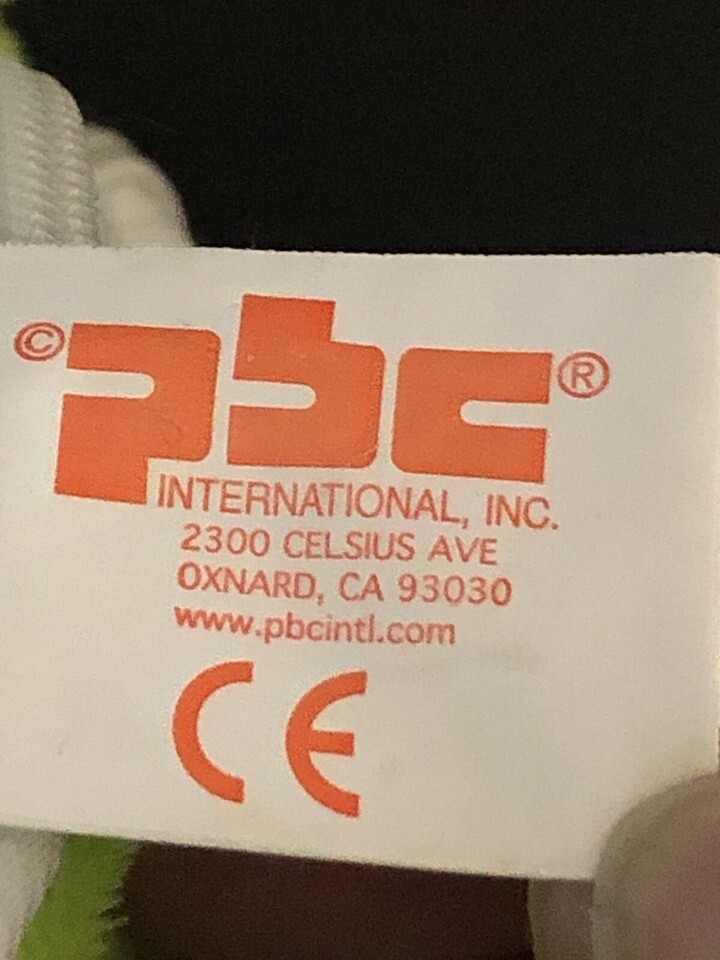 © pbc ®
INTERNATIONAL, INC.
2300 CELSIUS AVE
OXNARD, CA 93030
www.pbcintl.com
CE